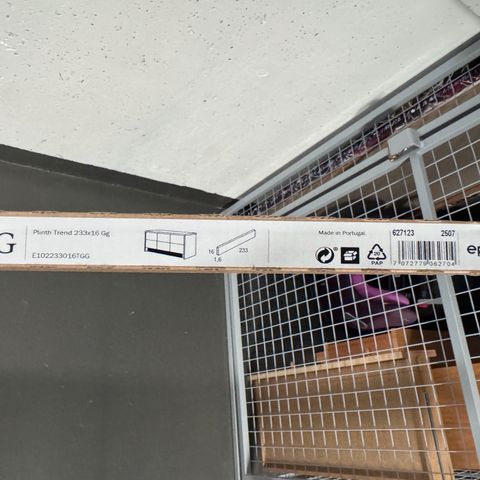 G
Plinth Trend 233x16 Gg
E102233016TGG
16
1,6
233
Made in Portugal.
20
PAP
627123 2507
7 072779 062704
ep